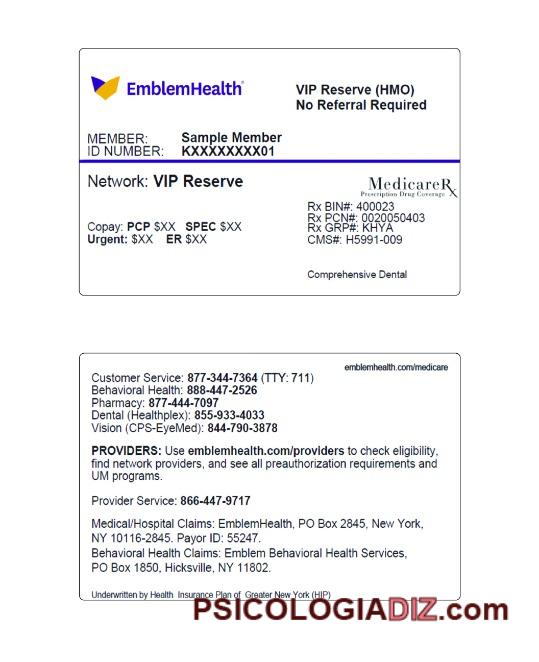 EmblemHealth®
VIP Reserve (HMO)
No Referral Required
MEMBER: Sample Member
ID NUMBER: KXXXXXXXX01
Network: VIP Reserve
MedicareRx
Prescription Drug Coverage
Rx BIN#: 400023
Rx PCN#: 0020050403
Rx GRP#: KHYA
CMS#: H5991-009
Copay: PCP $XX SPEC $XX
Urgent: $XX ER $XX
Comprehensive Dental
emblemhealth.com/medicare
Customer Service: 877-344-7364 (TTY: 711)
Behavioral Health: 888-447-2526
Pharmacy: 877-444-7097
Dental (Healthplex): 855-933-4033
Vision (CPS-EyeMed): 844-790-3878
PROVIDERS: Use emblemhealth.com/providers to check eligibility,
find network providers, and see all preauthorization requirements and
UM programs.
Provider Service: 866-447-9717
Medical/Hospital Claims: EmblemHealth, PO Box 2845, New York,
NY 10116-2845. Payor ID: 55247.
Behavioral Health Claims: Emblem Behavioral Health Services,
PO Box 1850, Hicksville, NY 11802.
Underwritten by Health Insurance Plan of Greater New York (HIP)
PSICOLOGIADIZ.com